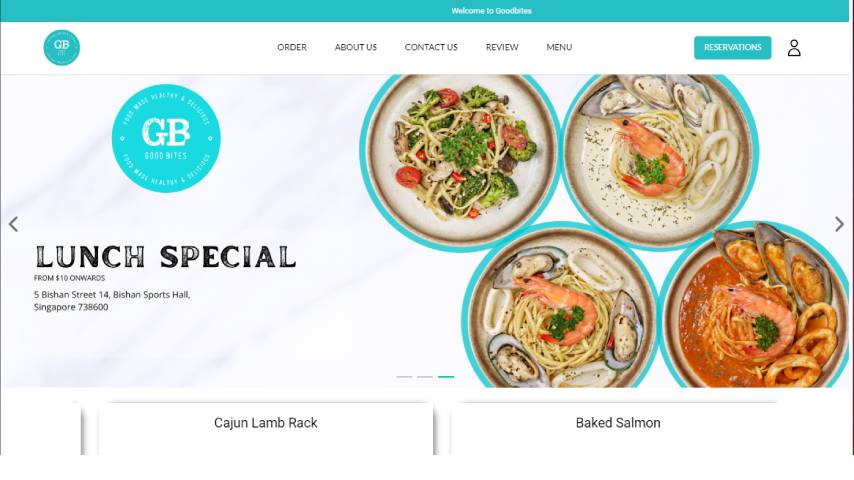 Welcome to Goodbites
GB
ORDER ABOUT US CONTACT US REVIEW MENU
RESERVATIONS
FOOD MADE HEALTHY & DELICIOUS
GB
GOOD BITES
FOOD MADE HEALTHY & DELICIOUS
LUNCH SPECIAL
FROM $10 ONWARDS
5 Bishan Street 14, Bishan Sports Hall,
Singapore 738600
Cajun Lamb Rack
Baked Salmon